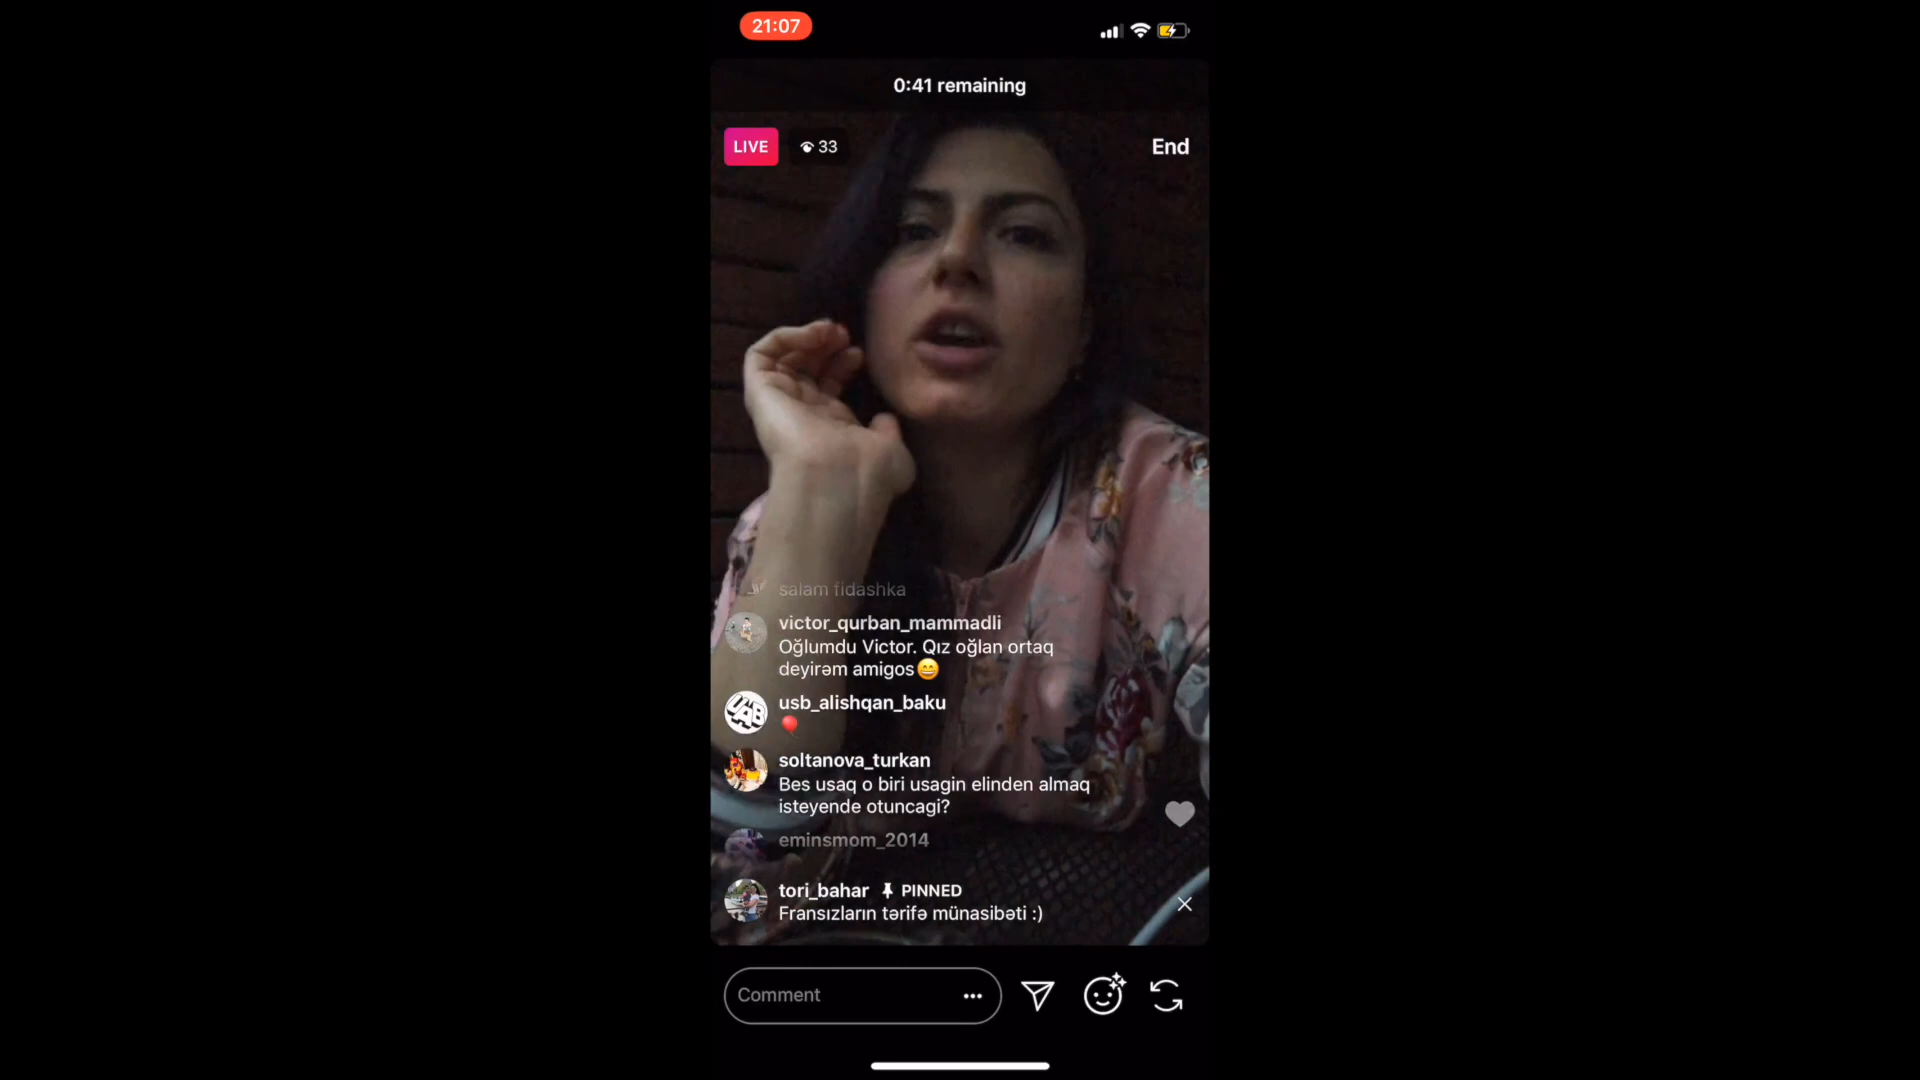 21:07
0:41 remaining
LIVE
33
End
salam fidashka
victor_qurban_mammadli
Oğlumdu Victor. Qız oğlan ortaq
deyirəm amigos😄
usb_alishqan_baku
🎈
soltanova_turkan
Bes usaq o biri usagin elinden almaq
isteyende otuncagi?
eminsmom_2014
tori_bahar PINNED
Fransızların tərifə münasibəti :)
Comment